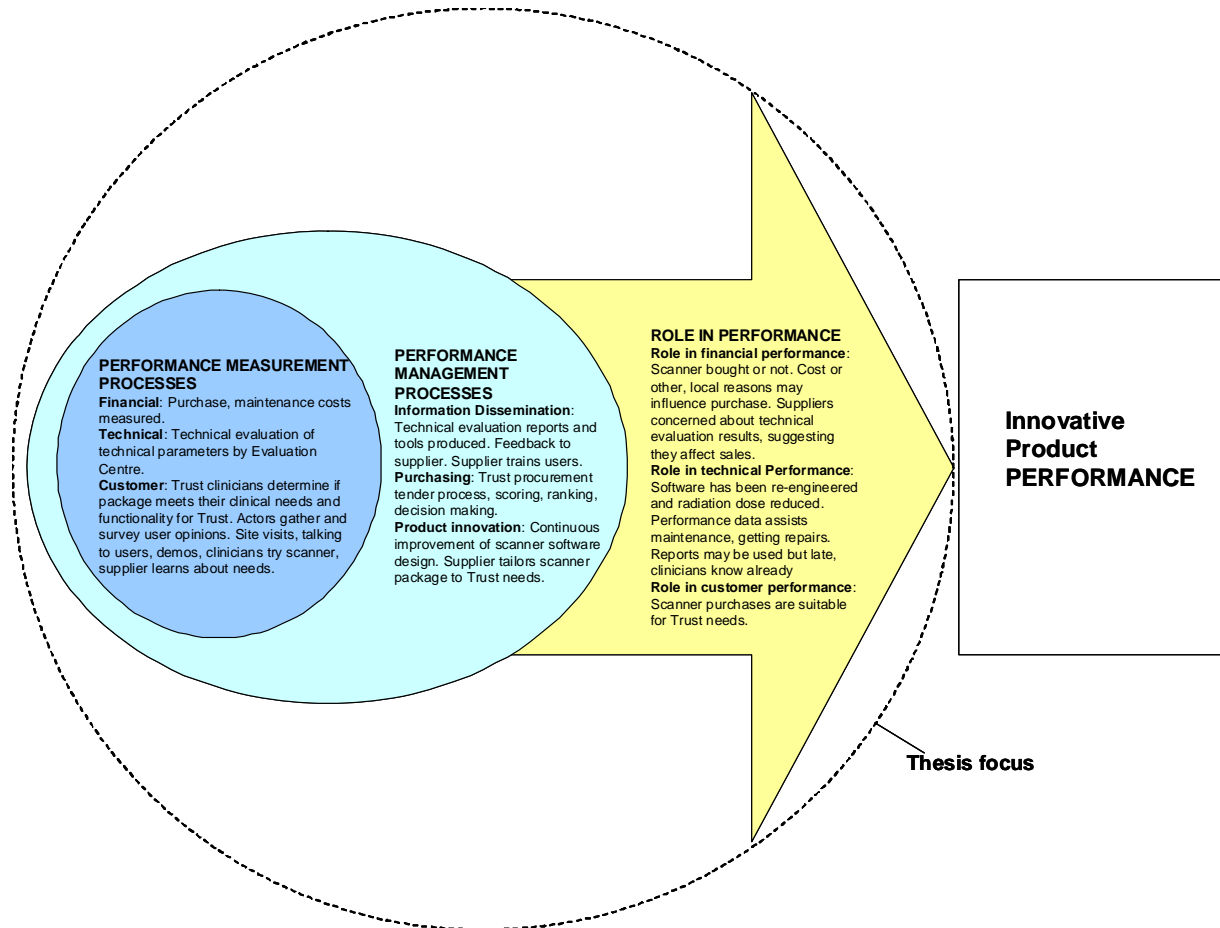 PERFORMANCE MEASUREMENT
PROCESSES
Financial: Purchase, maintenance costs
measured.
Technical: Technical evaluation of
technical parameters by Evaluation
Centre.
Customer: Trust clinicians determine if
package meets their clinical needs and
functionality for Trust. Actors gather and
survey user opinions. Site visits, talking
to users, demos, clinicians try scanner,
supplier learns about needs.
PERFORMANCE
MANAGEMENT
PROCESSES
Information Dissemination:
Technical evaluation reports and
tools produced. Feedback to
supplier. Supplier trains users.
Purchasing: Trust procurement
tender process, scoring, ranking,
decision making.
Product innovation: Continuous
improvement of scanner software
design. Supplier tailors scanner
package to Trust needs.
ROLE IN PERFORMANCE
Role in financial performance:
Scanner bought or not. Cost or
other, local reasons may
influence purchase. Suppliers
concerned about technical
evaluation results, suggesting
they affect sales.
Role in technical Performance:
Software has been re-engineered
and radiation dose reduced.
Performance data assists
maintenance, getting repairs.
Reports may be used but late,
clinicians know already
Role in customer performance:
Scanner purchases are suitable
for Trust needs.
Innovative
Product
PERFORMANCE
Thesis focus